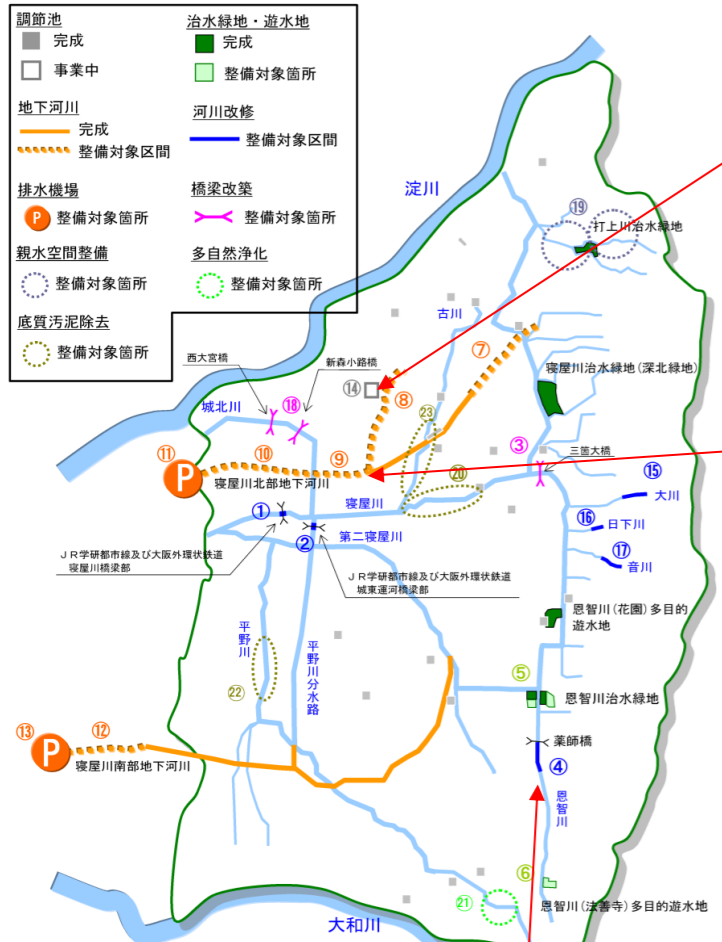 調節池
完成
事業中
治水緑地・遊水地
完成
整備対象箇所
地下河川
完成
整備対象区間
河川改修
整備対象区間
排水機場
P 整備対象箇所
橋梁改築
整備対象箇所
親水空間整備
整備対象箇所
多自然浄化
整備対象箇所
底質汚泥除去
整備対象箇所
淀川
⑲
打上川治水緑地
古川
⑦
西大宮橋
新森小路橋
⑭
⑧
寝屋川治水緑地(深北緑地)
城北川
⑱
㉓
③
三箇大橋
⑪
P
⑩
⑨
寝屋川北部地下河川
⑳
⑮
大川
①
寝屋川
⑯
日下川
②
第二寝屋川
⑰
音川
JR学研都市線及び大阪外環状鉄道
寝屋川橋梁部
JR学研都市線及び大阪外環状鉄道
城東運河橋梁部
恩智川(花園)多目的
遊水地
平野川
平野川分水路
㉒
⑤
恩智川治水緑地
⑬
P
⑫
寝屋川南部地下河川
薬師橋
④
恩智川
⑥
恩智川(法善寺)多目的遊水地
㉑
大和川